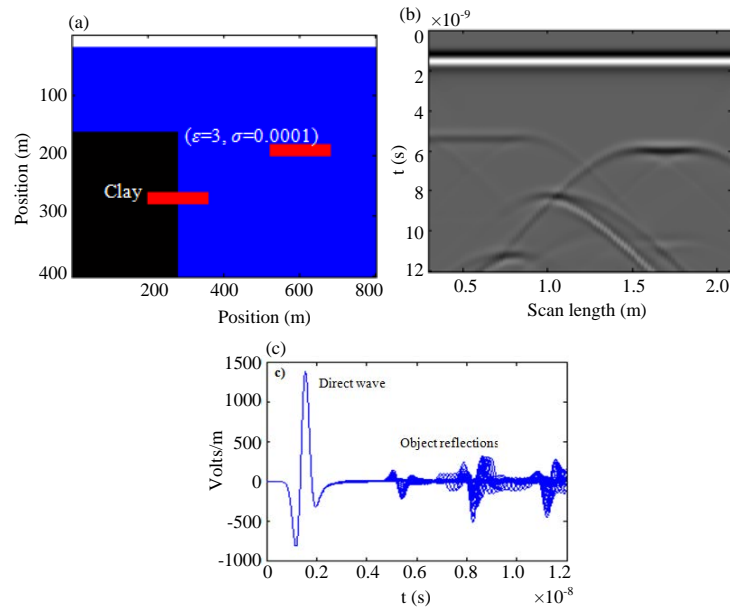 (a)
100
200
300
400
Position (m)
(ε=3, σ=0.0001)
Clay
200
400
600
800
Position (m)
(b)
×10⁻⁹
0
2
4
6
8
10
12
t (s)
0.5
1.0
1.5
2.0
Scan length (m)
(c)
c)
1500
1000
500
0
-500
-1000
Volts/m
Direct wave
Object reflections
0
0.2
0.4
0.6
0.8
1.0
1.2
×10⁻⁸
t (s)